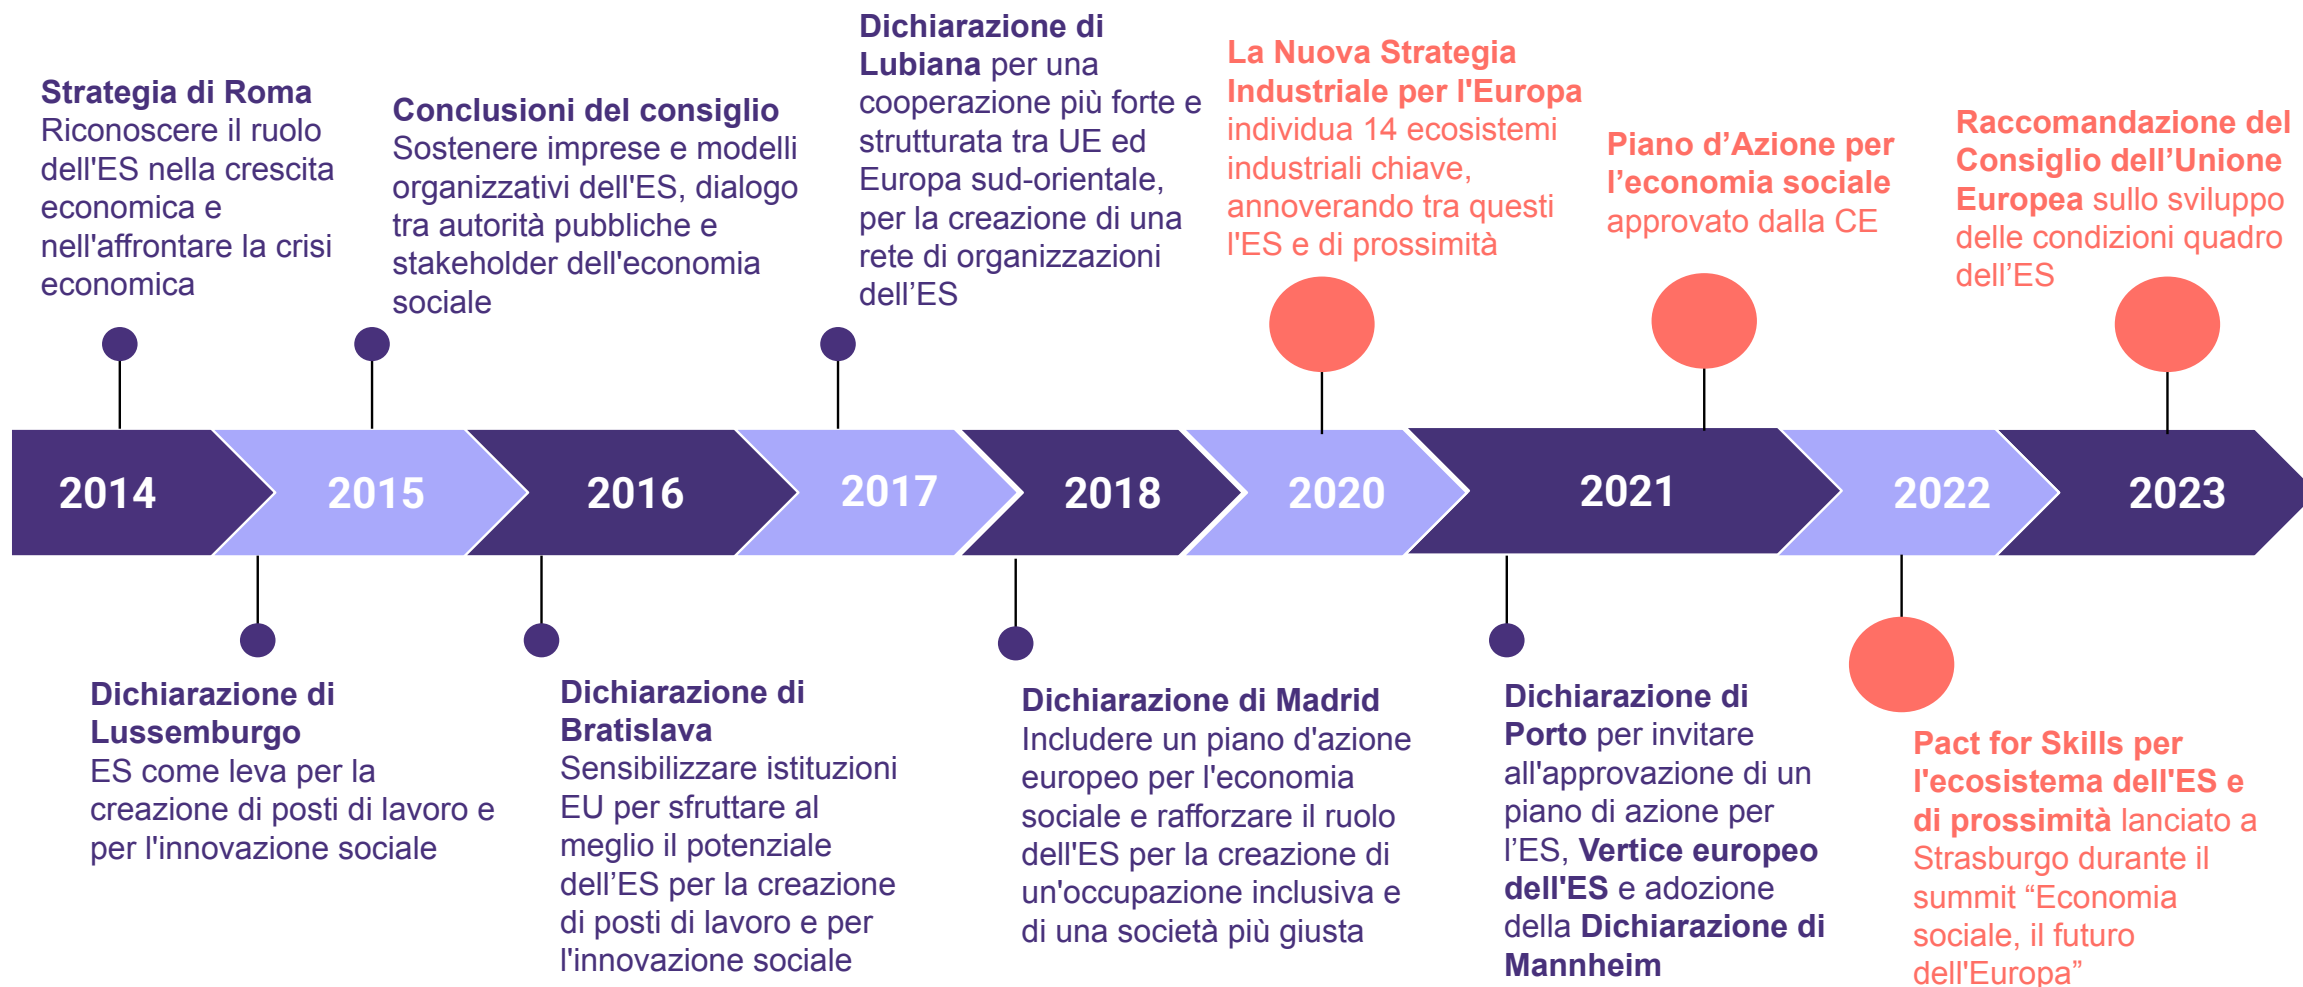 Strategia di Roma
Riconoscere il ruolo
dell'ES nella crescita
economica e
nell'affrontare la crisi
economica
Conclusioni del consiglio
Sostenere imprese e modelli
organizzativi dell'ES, dialogo
tra autorità pubbliche e
stakeholder dell'economia
sociale
Dichiarazione di
Lubiana per una
cooperazione più forte e
strutturata tra UE ed
Europa sud-orientale,
per la creazione di una
rete di organizzazioni
dell’ES
La Nuova Strategia
Industriale per l'Europa
individua 14 ecosistemi
industriali chiave,
annoverando tra questi
l'ES e di prossimità
Piano d’Azione per
l’economia sociale
approvato dalla CE
Raccomandazione del
Consiglio dell’Unione
Europea sullo sviluppo
delle condizioni quadro
dell’ES
2014
2015
2016
2017
2018
2020
2021
2022
2023
Dichiarazione di
Lussemburgo
ES come leva per la
creazione di posti di lavoro e
per l'innovazione sociale
Dichiarazione di
Bratislava
Sensibilizzare istituzioni
EU per sfruttare al
meglio il potenziale
dell’ES per la creazione
di posti di lavoro e per
l'innovazione sociale
Dichiarazione di Madrid
Includere un piano d'azione
europeo per l'economia
sociale e rafforzare il ruolo
dell'ES per la creazione di
un'occupazione inclusiva e
di una società più giusta
Dichiarazione di
Porto per invitare
all'approvazione di un
piano di azione per
l’ES, Vertice europeo
dell'ES e adozione
della Dichiarazione di
Mannheim
Pact for Skills per
l'ecosistema dell'ES e
di prossimità lanciato a
Strasburgo durante il
summit “Economia
sociale, il futuro
dell'Europa”